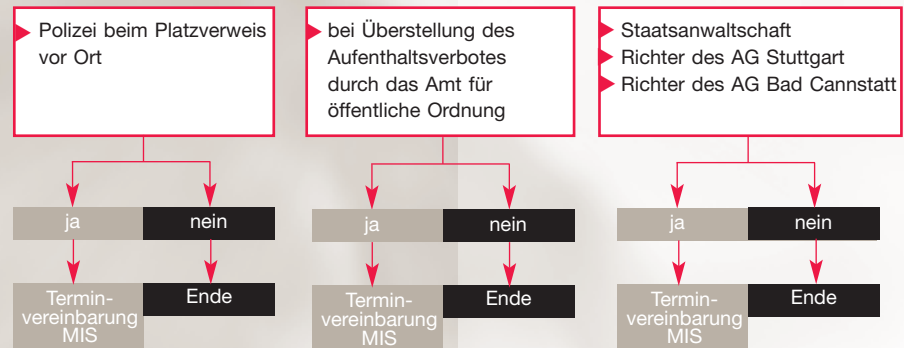 Polizei beim Platzverweis
vor Ort
bei Überstellung des
Aufenthaltsverbotes
durch das Amt für
öffentliche Ordnung
Staatsanwaltschaft
Richter des AG Stuttgart
Richter des AG Bad Cannstatt
ja
nein
ja
nein
ja
nein
Termin-
vereinbarung
MIS
Ende
Termin-
vereinbarung
MIS
Ende
Termin-
vereinbarung
MIS
Ende